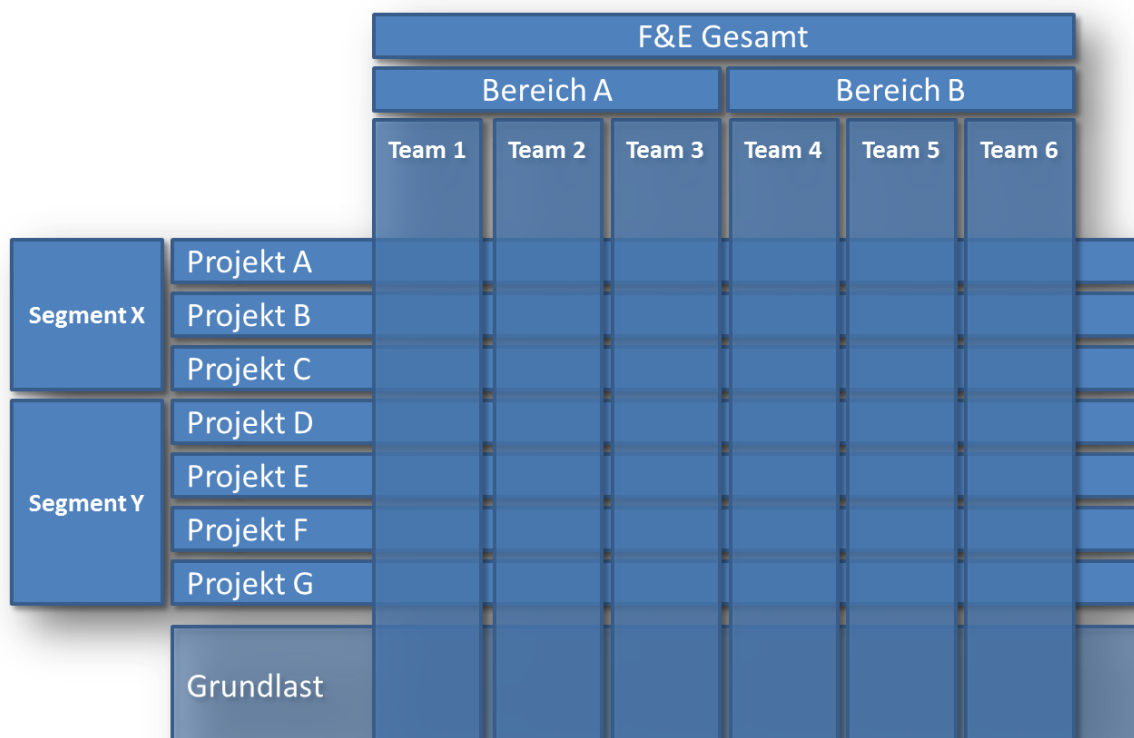 F&E Gesamt
Bereich A
Bereich B
Team 1
Team 2
Team 3
Team 4
Team 5
Team 6
Segment X
Projekt A
Projekt B
Projekt C
Segment Y
Projekt D
Projekt E
Projekt F
Projekt G
Grundlast